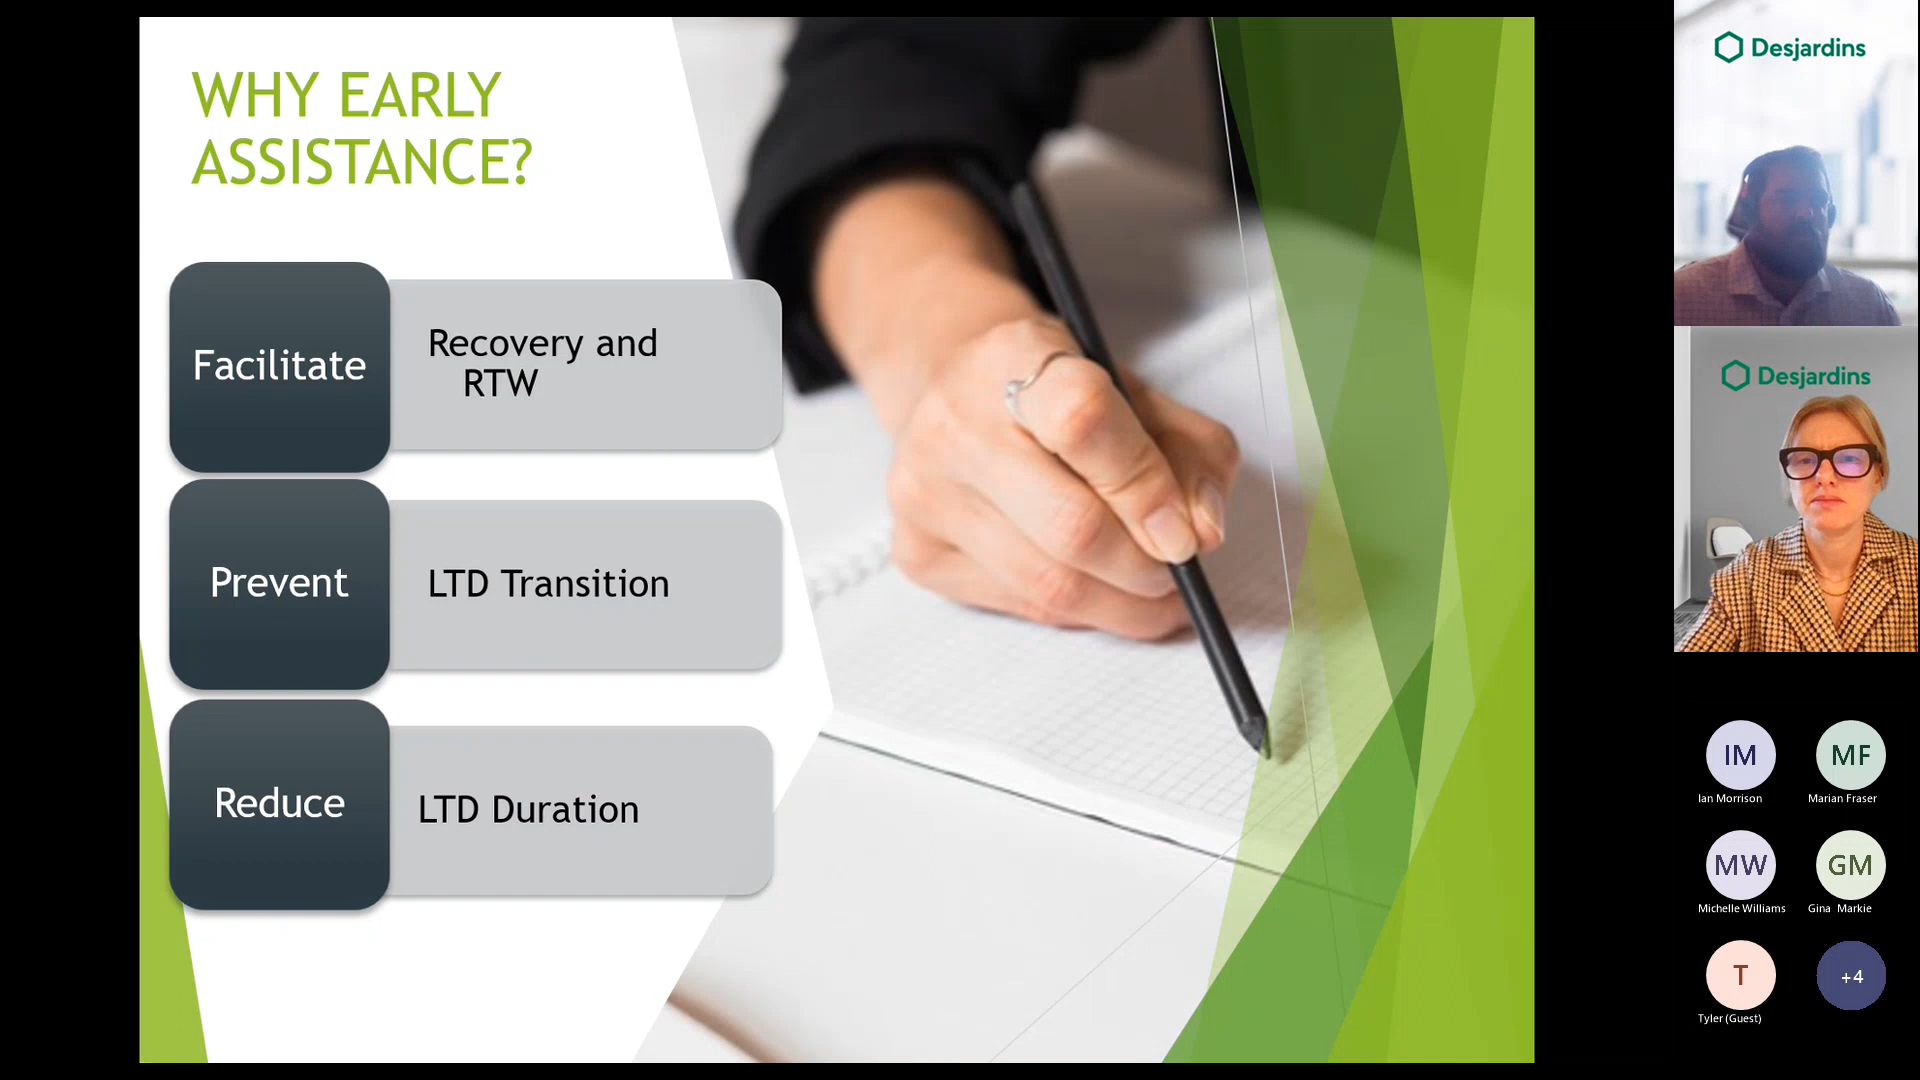 WHY EARLY
ASSISTANCE?
Facilitate
Recovery and
RTW
Prevent
LTD Transition
Reduce
LTD Duration
Desjardins
Desjardins
IM
Ian Morrison
MF
Marian Fraser
MW
Michelle Williams
GM
Gina Markie
T
Tyler (Guest)
+4